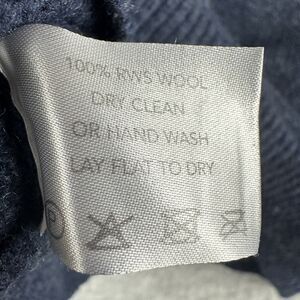 100% RWS WOOL
DRY CLEAN
OR HAND WASH
LAY FLAT TO DRY
P